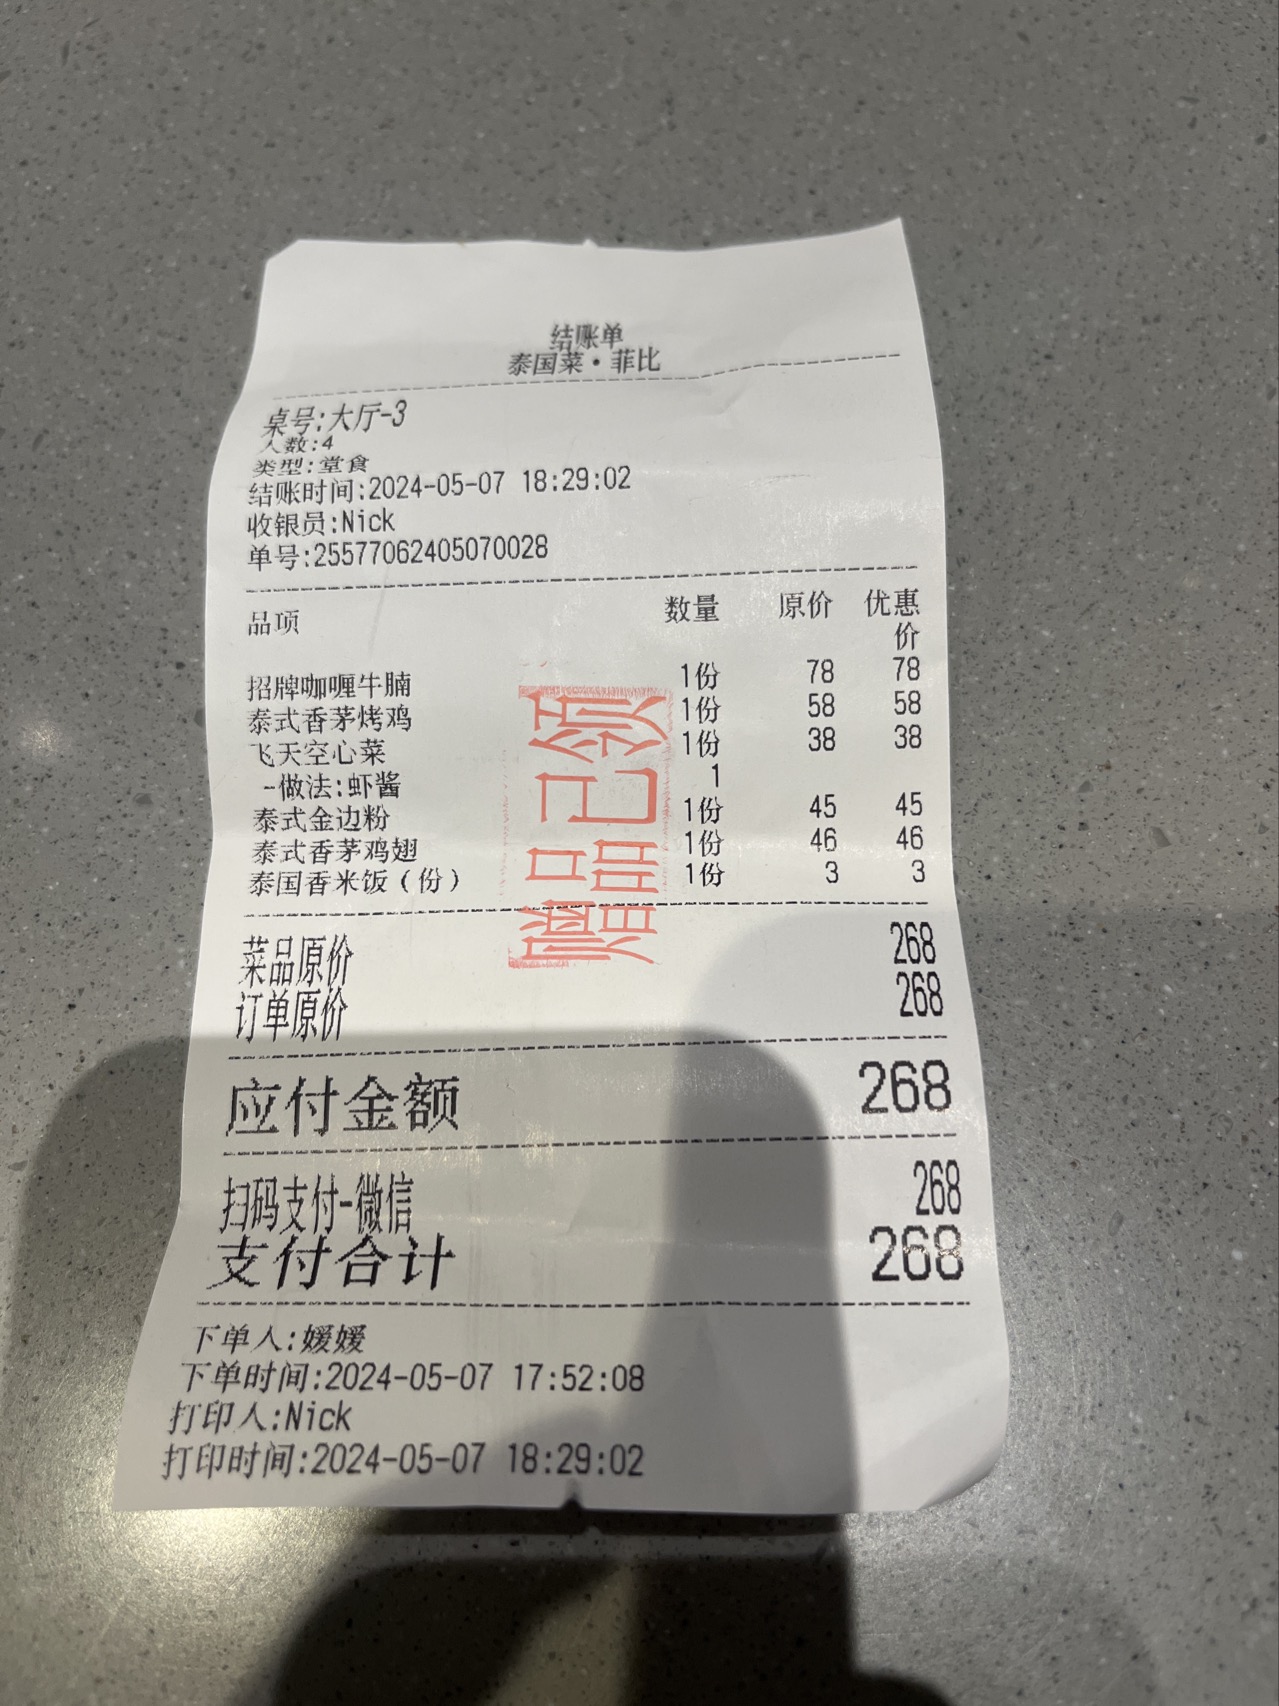 结账单
泰国菜·菲比
桌号:大厅-3
人数:4
类型:堂食
结账时间:2024-05-07 18:29:02
收银员:Nick
单号:25577062405070028
品项 数量 原价 优惠价
招牌咖喱牛腩 1份 78 78
泰式香茅烤鸡 1份 58 58
飞天空心菜 1份 38 38
-做法:虾酱 1
泰式金边粉 1份 45 45
泰式香茅鸡翅 1份 46 46
泰国香米饭(份) 1份 3 3
赠品已领
菜品原价 268
订单原价 268
应付金额 268
扫码支付-微信 268
支付合计 268
下单人:媛媛
下单时间:2024-05-07 17:52:08
打印人:Nick
打印时间:2024-05-07 18:29:02